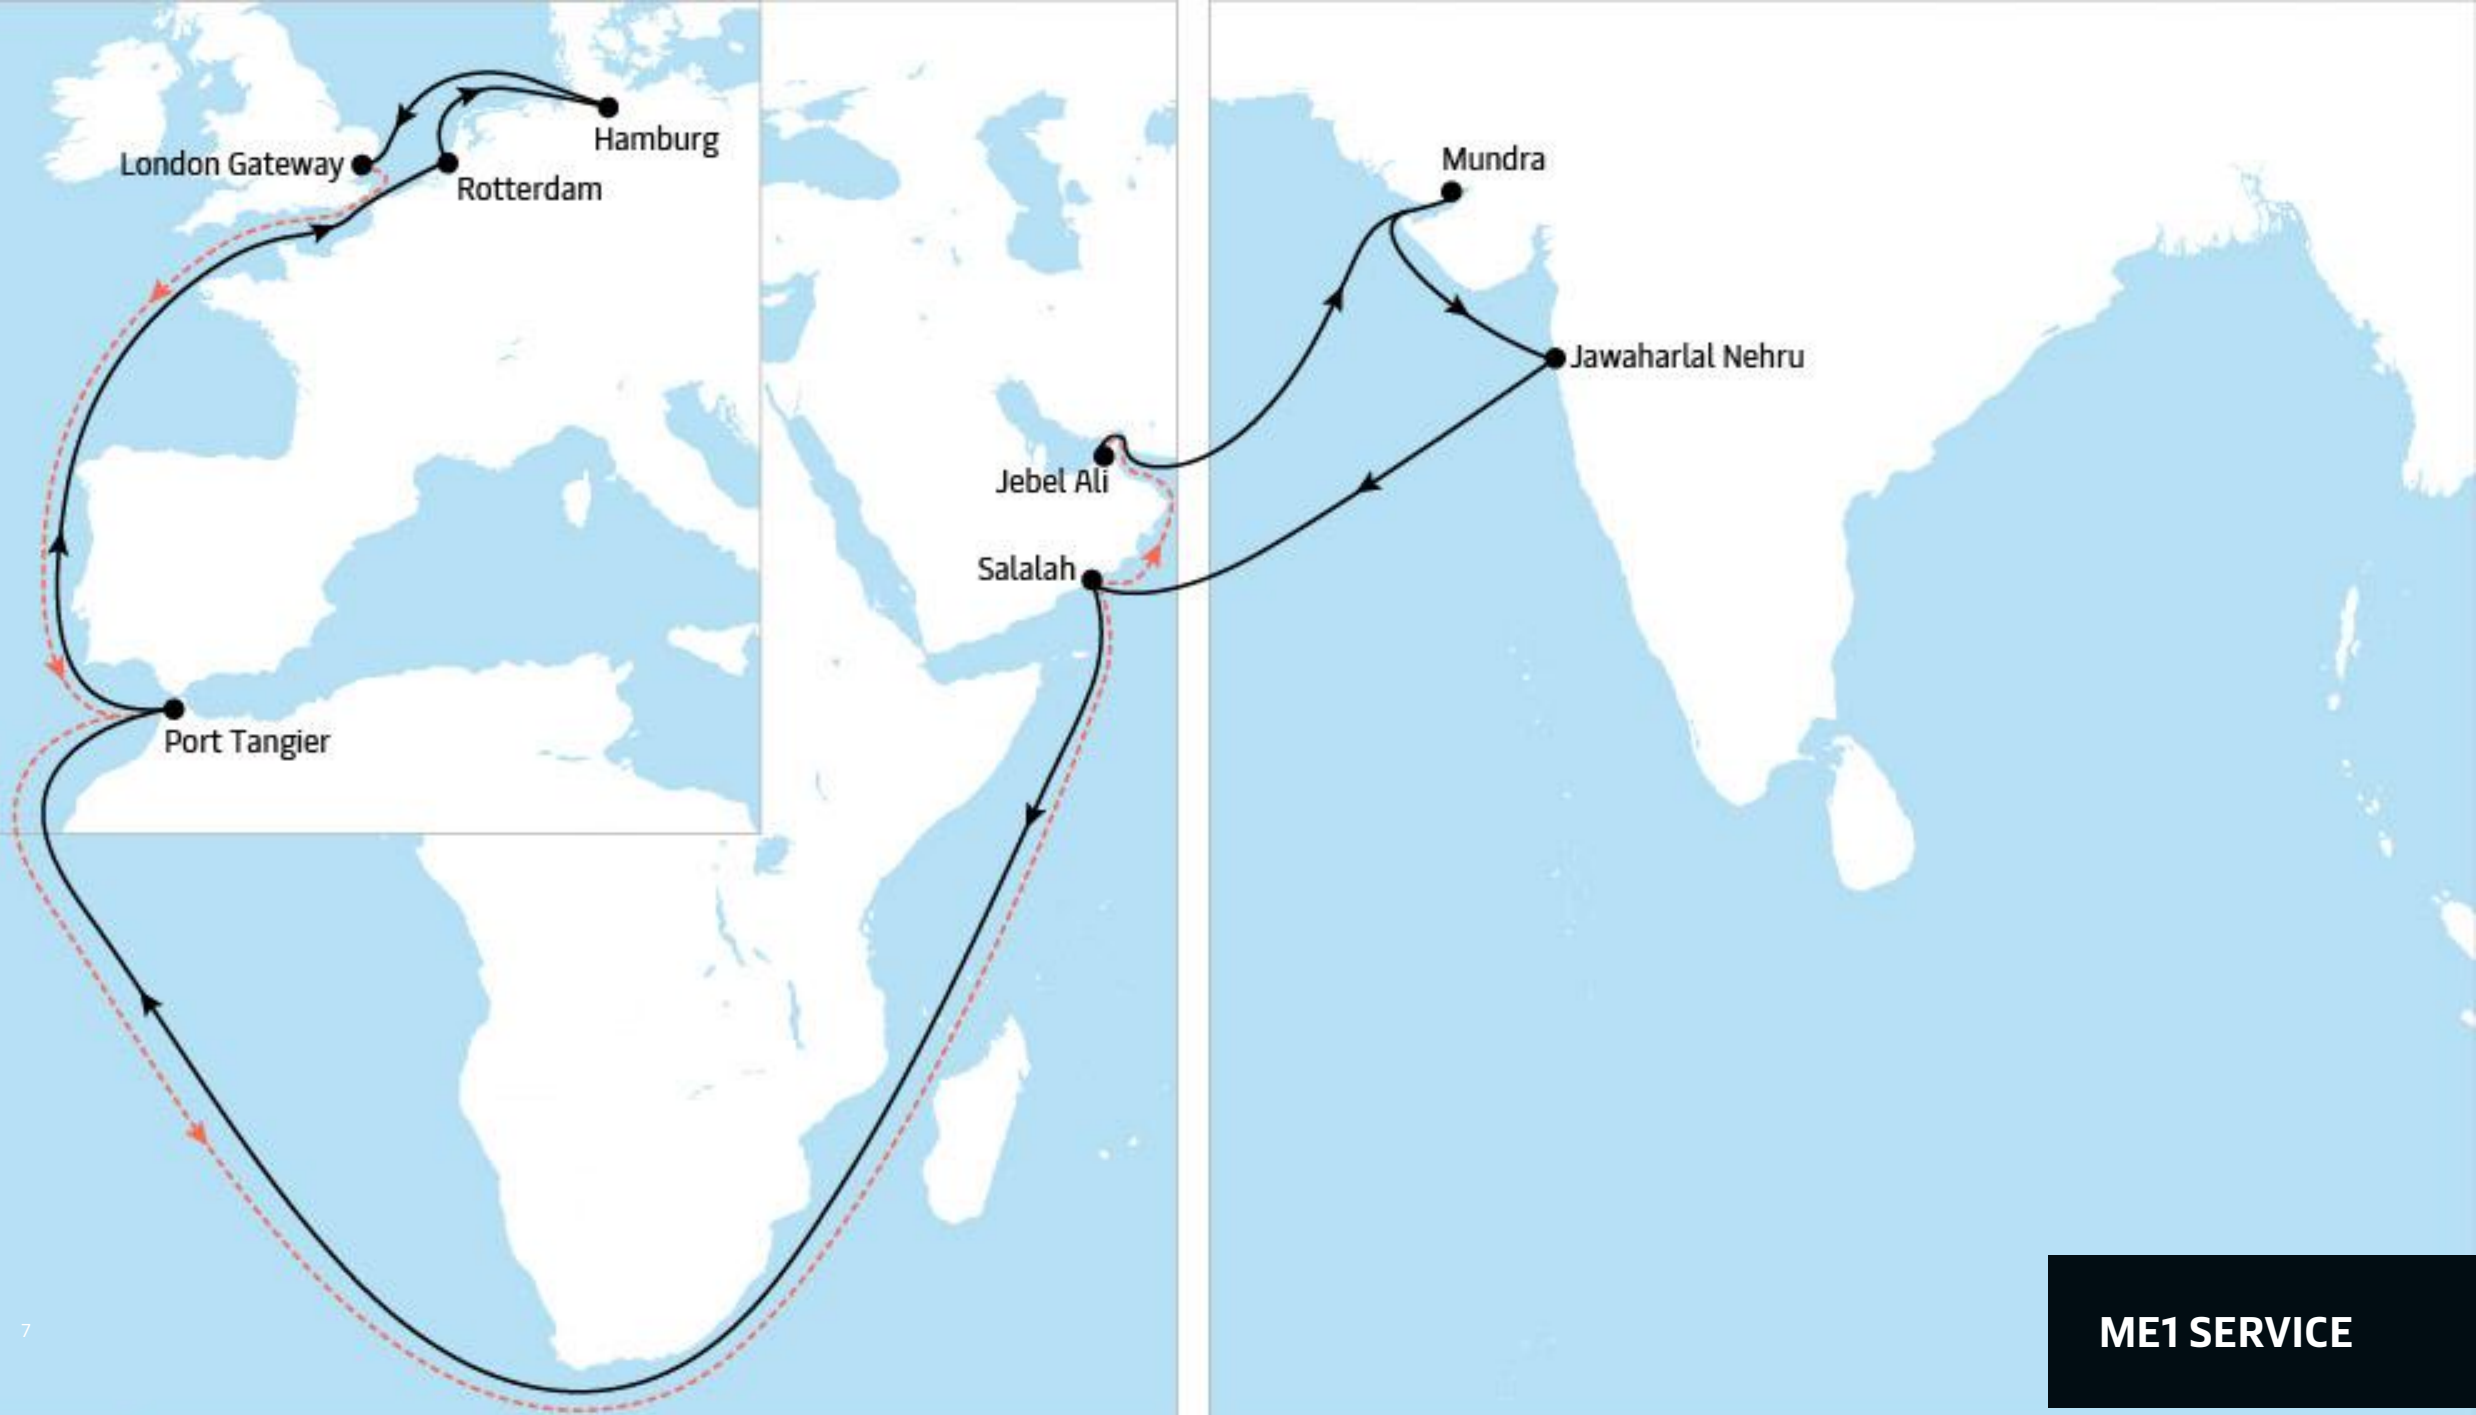 Hamburg
London Gateway
Rotterdam
Mundra
Jawaharlal Nehru
Jebel Ali
Salalah
Port Tangier
7
ME1 SERVICE